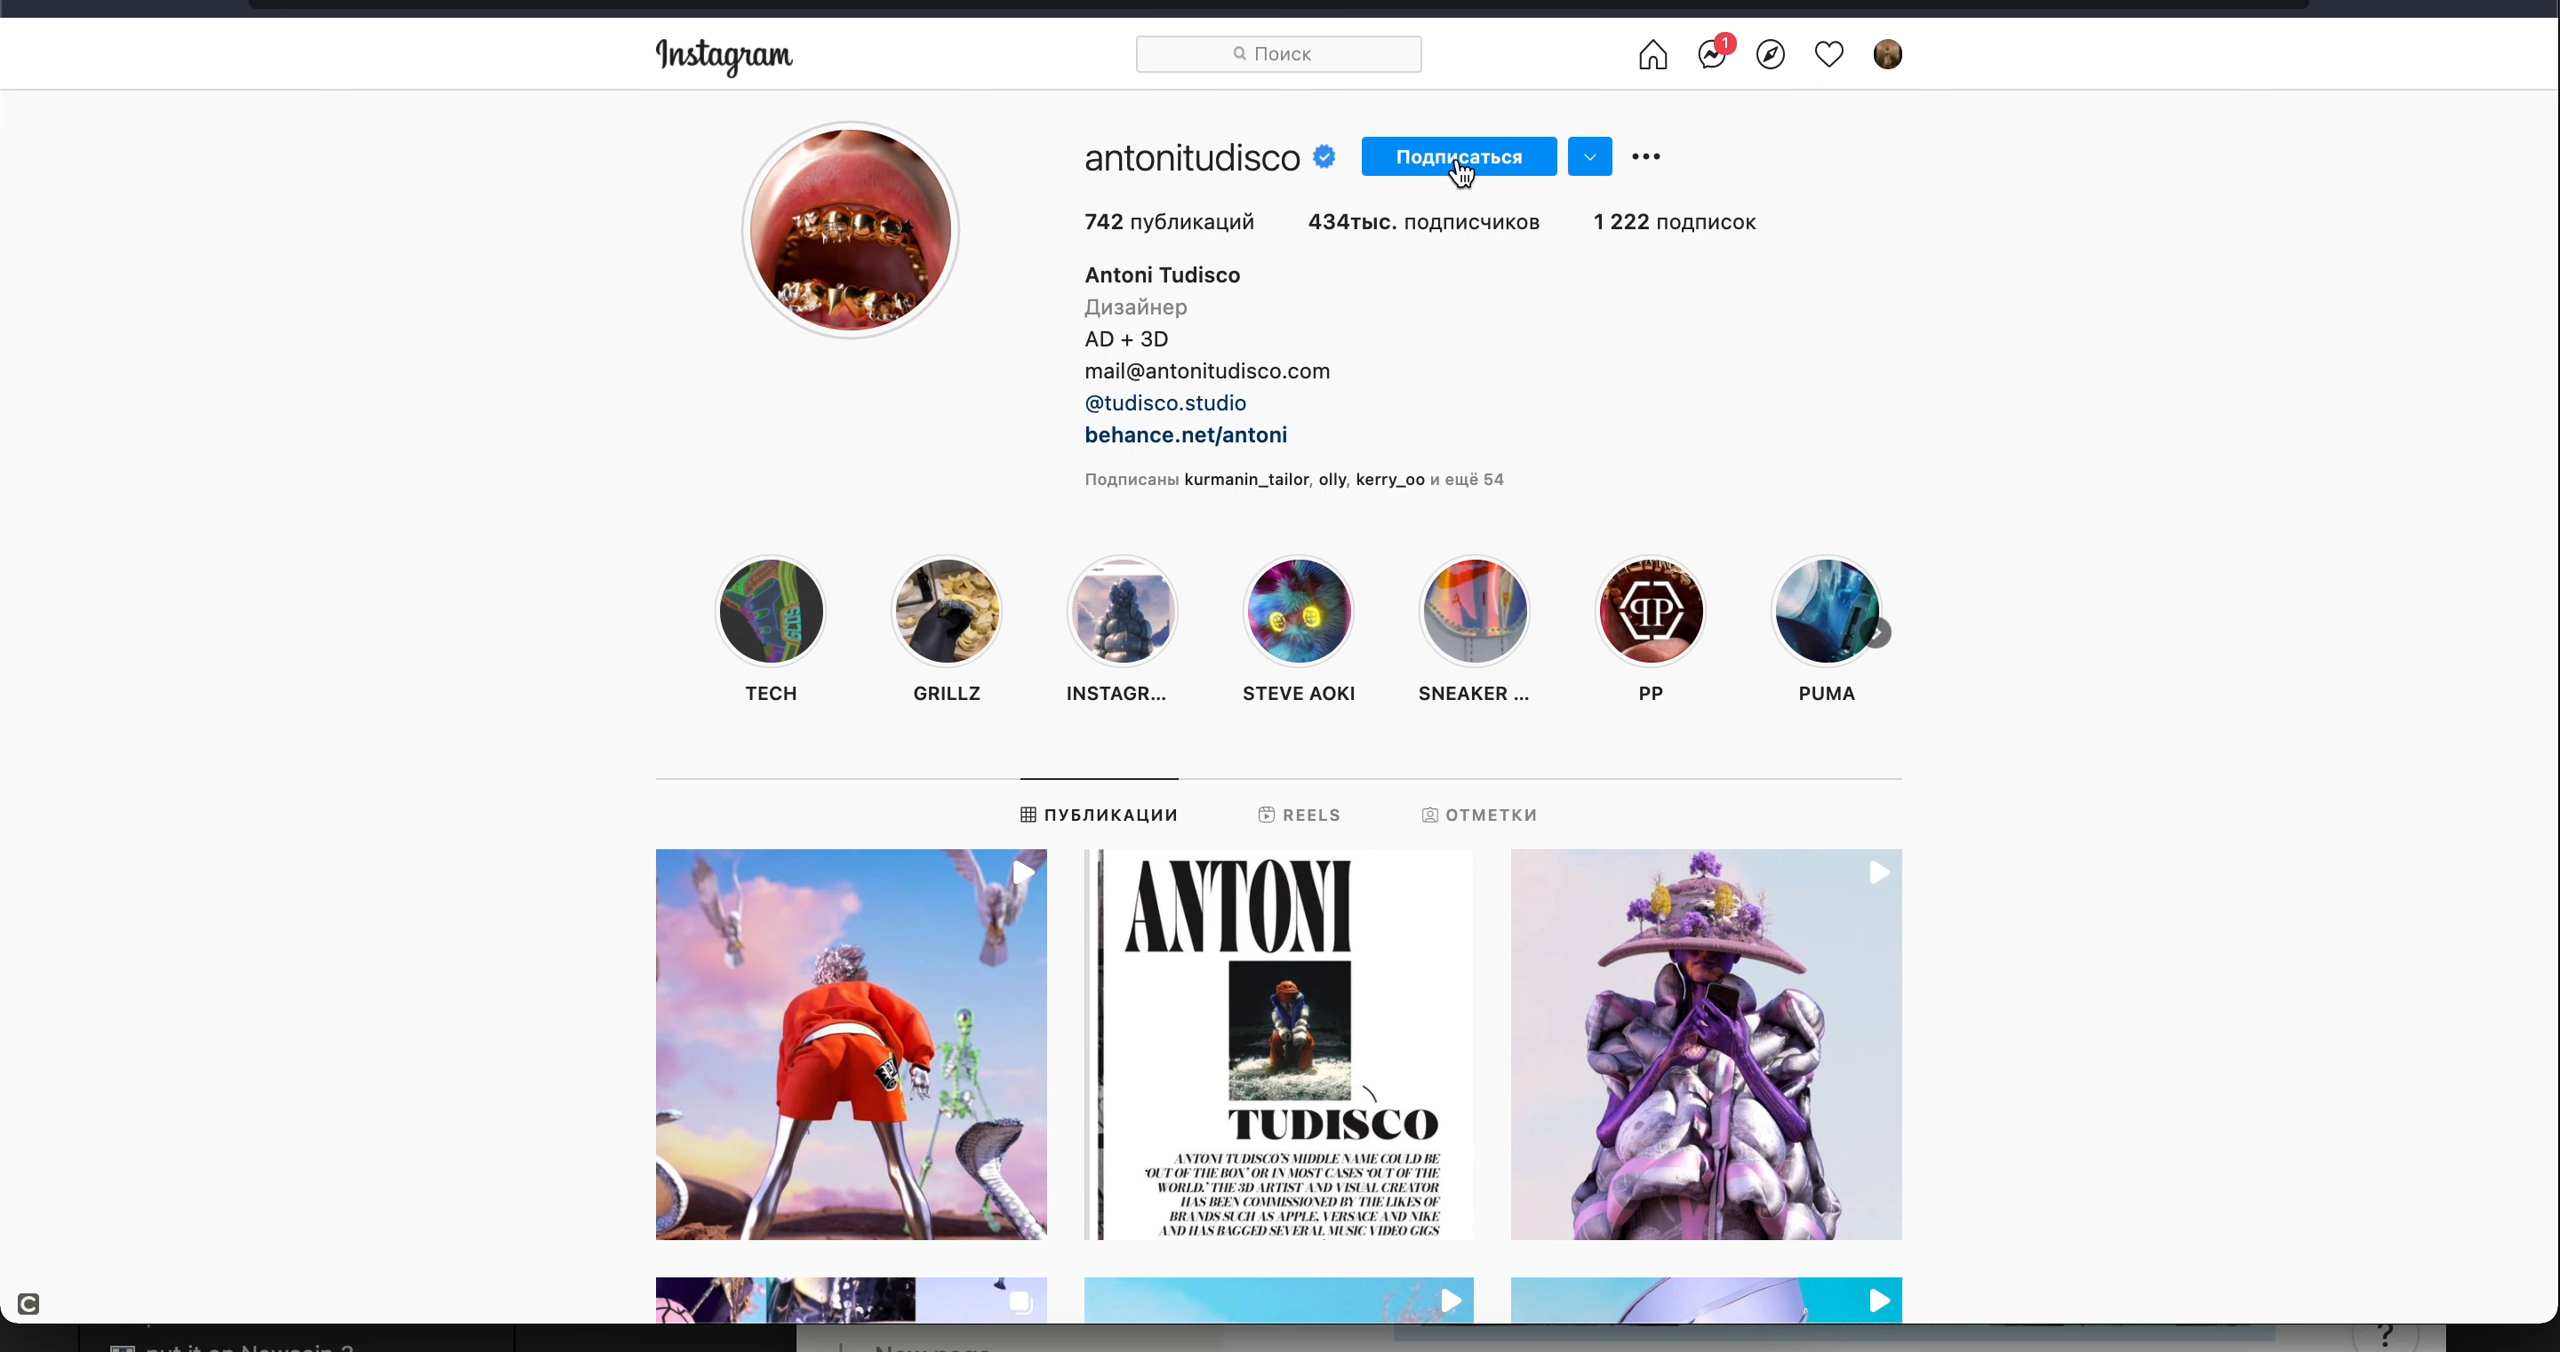 Instagram
Поиск
1
antonitudisco
Подписаться
742 публикаций 434тыс. подписчиков 1 222 подписок
Antoni Tudisco
Дизайнер
AD + 3D
mail@antonitudisco.com
@tudisco.studio
behance.net/antoni
Подписаны kurmanin_tailor, olly, kerry_oo и ещё 54
GCDS
PP
TECH GRILLZ INSTAGR... STEVE AOKI SNEAKER ... PP PUMA
ПУБЛИКАЦИИ REELS ОТМЕТКИ
ANTONI
TUDISCO
ANTONI TUDISCO'S MIDDLE NAME COULD BE
'OUT OF THE BOX' OR IN MOST CASES 'OUT OF THE
WORLD.' THE 3D ARTIST AND VISUAL CREATOR
HAS BEEN COMMISSIONED BY THE LIKES OF
BRANDS SUCH AS APPLE, VERSACE AND NIKE
AND HAS BAGGED SEVERAL MUSIC VIDEO GIGS
C
?